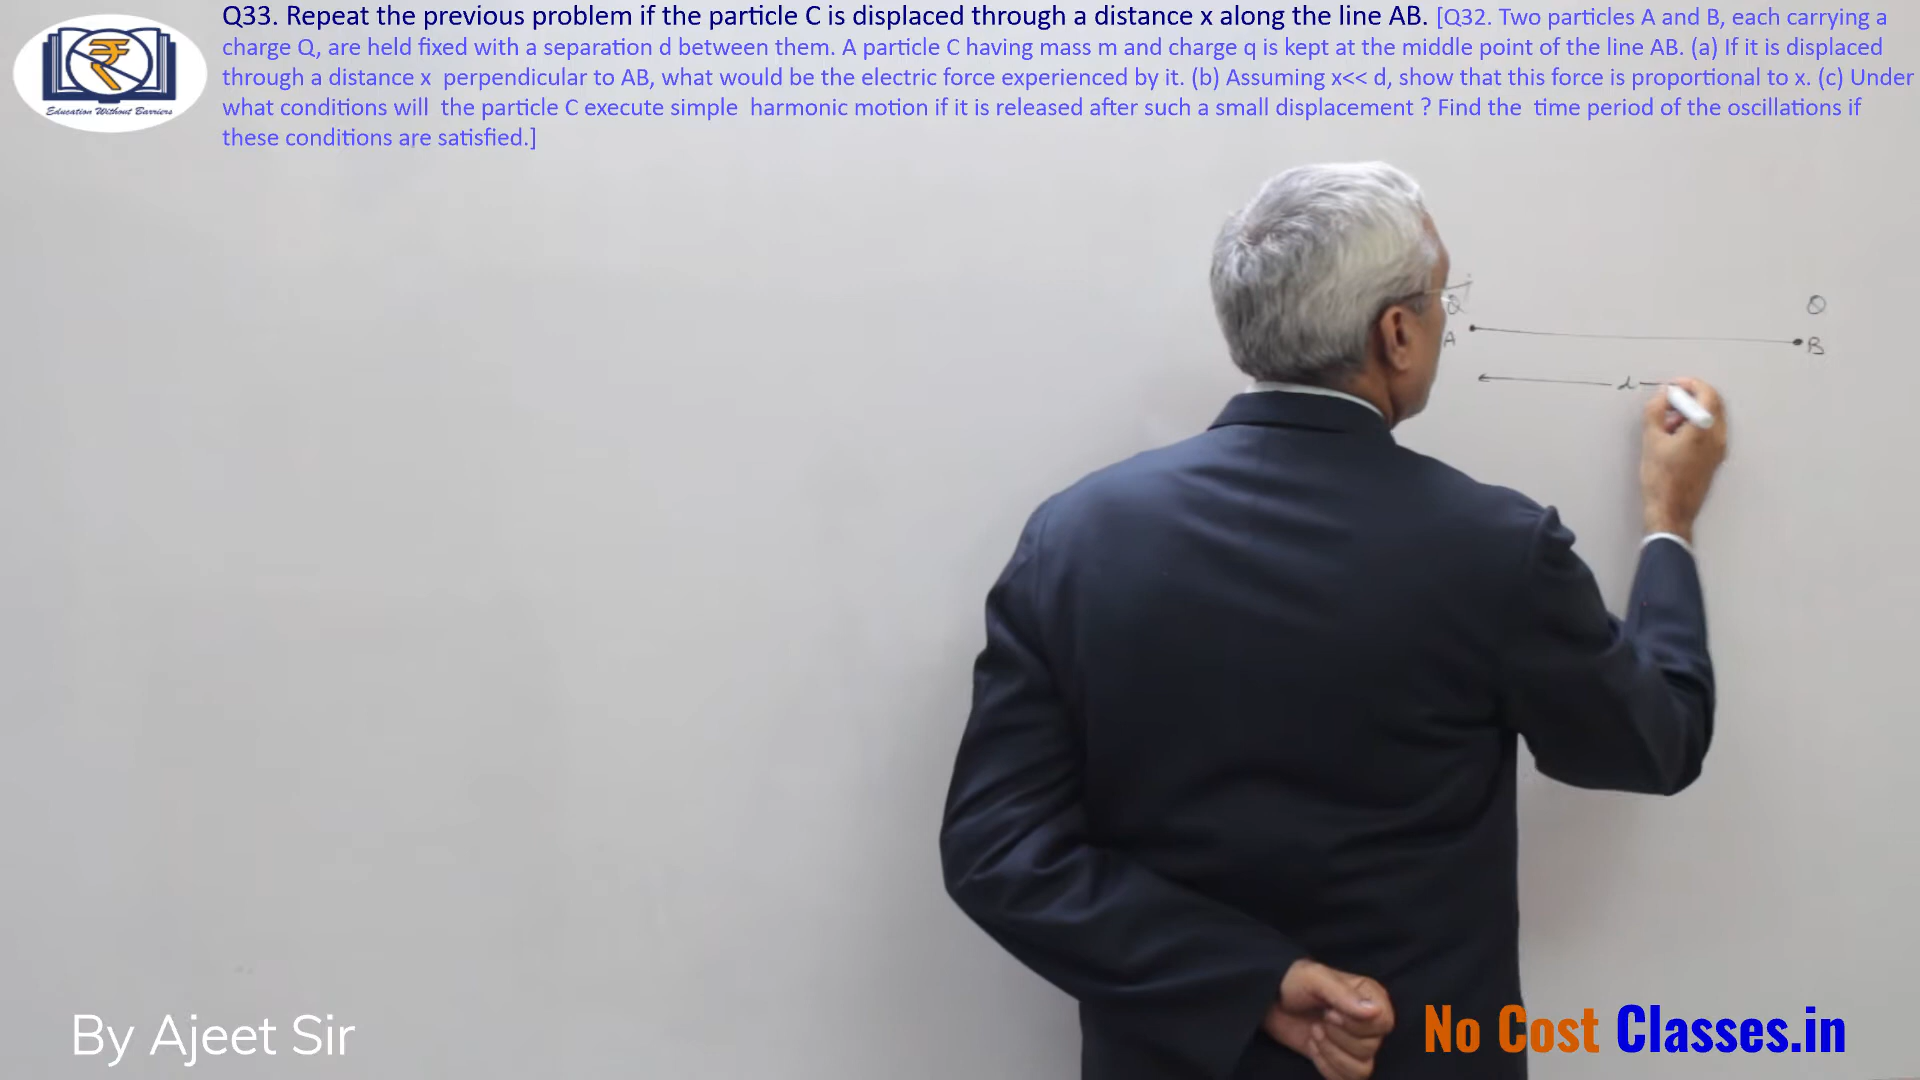 Q33. Repeat the previous problem if the particle C is displaced through a distance x along the line AB. [Q32. Two particles A and B, each carrying a
charge Q, are held fixed with a separation d between them. A particle C having mass m and charge q is kept at the middle point of the line AB. (a) If it is displaced
through a distance x perpendicular to AB, what would be the electric force experienced by it. (b) Assuming x<< d, show that this force is proportional to x. (c) Under
what conditions will the particle C execute simple harmonic motion if it is released after such a small displacement ? Find the time period of the oscillations if
these conditions are satisfied.]
₹
Education Without Barriers
Q
Q
A
B
d
By Ajeet Sir
No Cost Classes.in